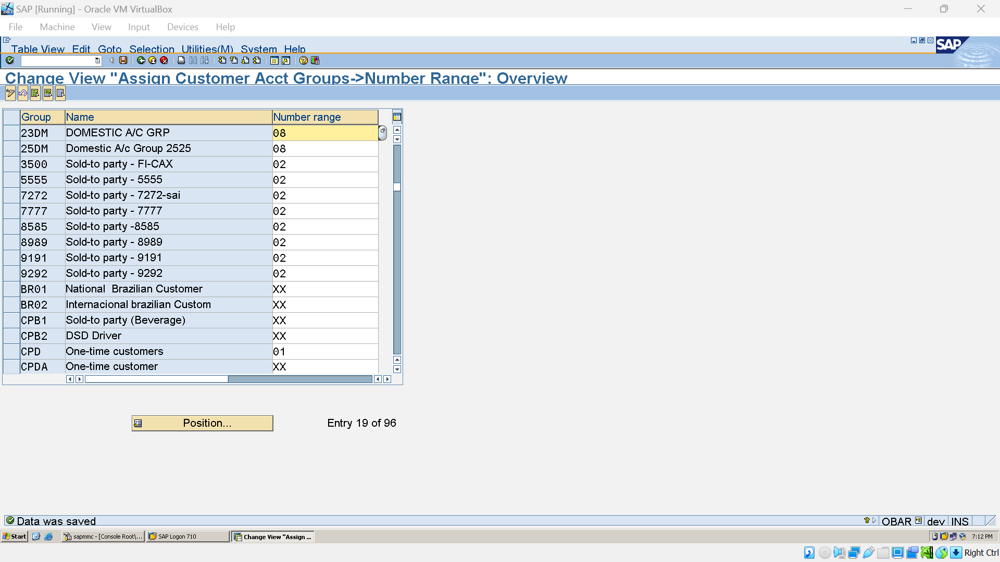 SAP [Running] - Oracle VM VirtualBox
File Machine View Input Devices Help
Table View Edit Goto Selection Utilities(M) System Help
SAP
Change View "Assign Customer Acct Groups->Number Range": Overview
Group Name Number range
23DM DOMESTIC A/C GRP 08
25DM Domestic A/c Group 2525 08
3500 Sold-to party - FI-CAX 02
5555 Sold-to party - 5555 02
7272 Sold-to party - 7272-sai 02
7777 Sold-to party - 7777 02
8585 Sold-to party -8585 02
8989 Sold-to party - 8989 02
9191 Sold-to party - 9191 02
9292 Sold-to party - 9292 02
BR01 National  Brazilian Customer XX
BR02 Internacional brazilian Custom XX
CPB1 Sold-to party (Beverage) XX
CPB2 DSD Driver XX
CPD One-time customers 01
CPDA One-time customer XX
Position... Entry 19 of 96
Data was saved OBAR dev INS
Start sapmmc - [Console Root\... SAP Logon 710 Change View "Assign ... 7:12 PM
Right Ctrl